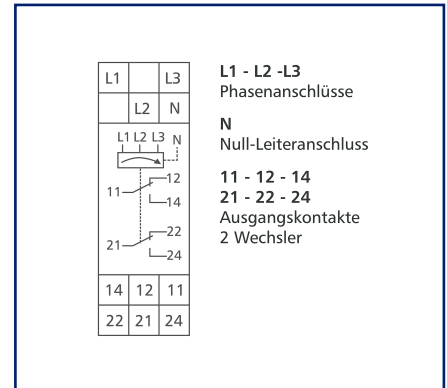 L1 L3
L2 N
L1 L2 L3 N
12
11
14
22
21
24
14 12 11
22 21 24
L1 - L2 -L3
Phasenanschlüsse
N
Null-Leiteranschluss
11 - 12 - 14
21 - 22 - 24
Ausgangskontakte
2 Wechsler